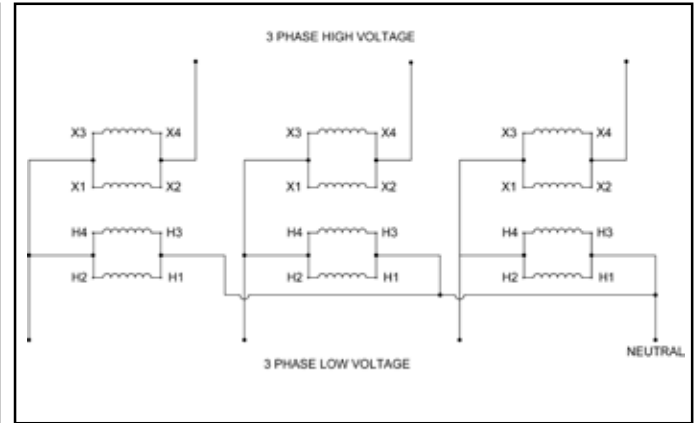 3 PHASE HIGH VOLTAGE
X3 X4 X3 X4 X3 X4
X1 X2 X1 X2 X1 X2
H4 H3 H4 H3 H4 H3
H2 H1 H2 H1 H2 H1
NEUTRAL
3 PHASE LOW VOLTAGE